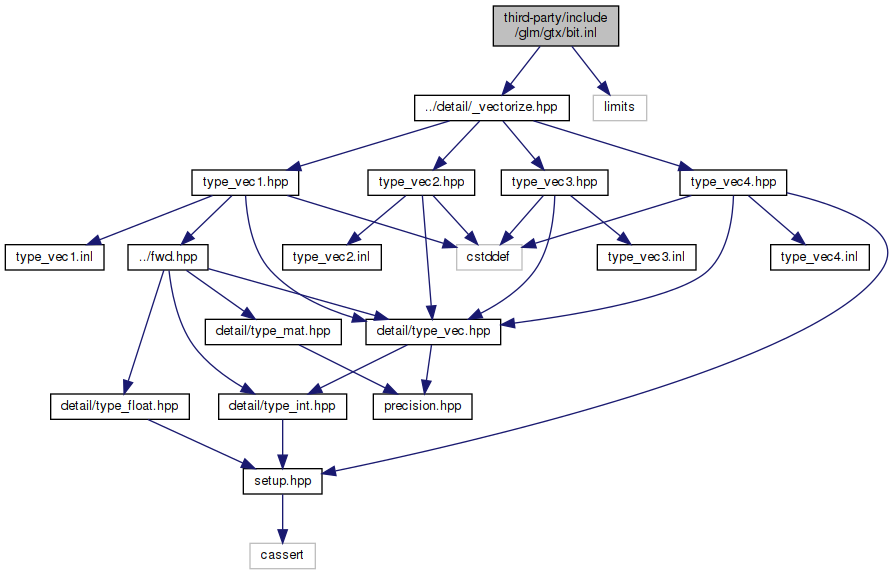 third-party/include
/glm/gtx/bit.inl
../detail/_vectorize.hpp
limits
type_vec1.hpp
type_vec2.hpp
type_vec3.hpp
type_vec4.hpp
type_vec1.inl
../fwd.hpp
type_vec2.inl
cstddef
type_vec3.inl
type_vec4.inl
detail/type_mat.hpp
detail/type_vec.hpp
detail/type_float.hpp
detail/type_int.hpp
precision.hpp
setup.hpp
cassert